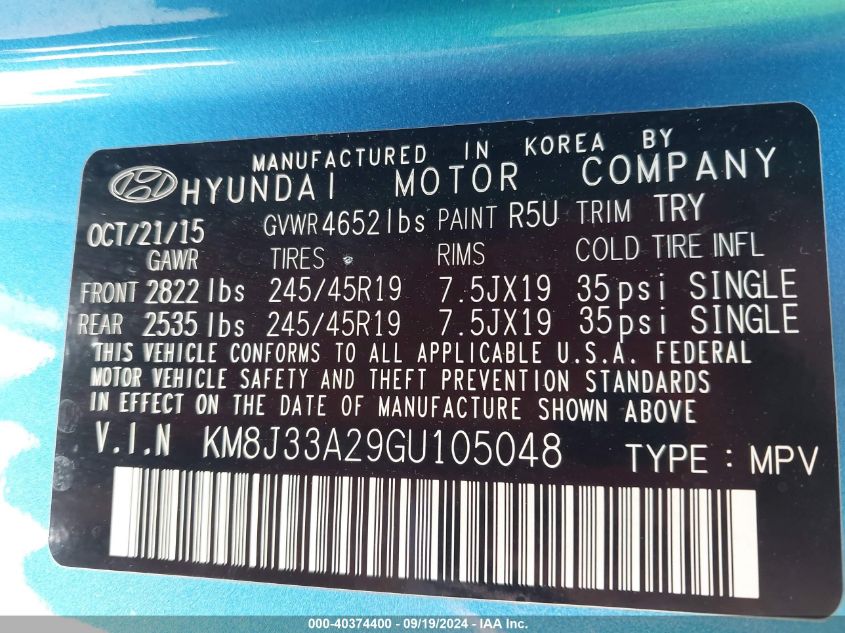 MANUFACTURED IN KOREA BY
HYUNDAI MOTOR COMPANY
OCT/21/15 GVWR 4652 lbs PAINT R5U TRIM TRY
GAWR TIRES RIMS COLD TIRE INFL
FRONT 2822 lbs 245/45R19 7.5JX19 35psi SINGLE
REAR 2535 lbs 245/45R19 7.5JX19 35psi SINGLE
THIS VEHICLE CONFORMS TO ALL APPLICABLE U.S.A. FEDERAL
MOTOR VEHICLE SAFETY AND THEFT PREVENTION STANDARDS
IN EFFECT ON THE DATE OF MANUFACTURE SHOWN ABOVE
V.I.N KM8J33A29GU105048 TYPE : MPV
000-40374400 - 09/19/2024 - IAA Inc.